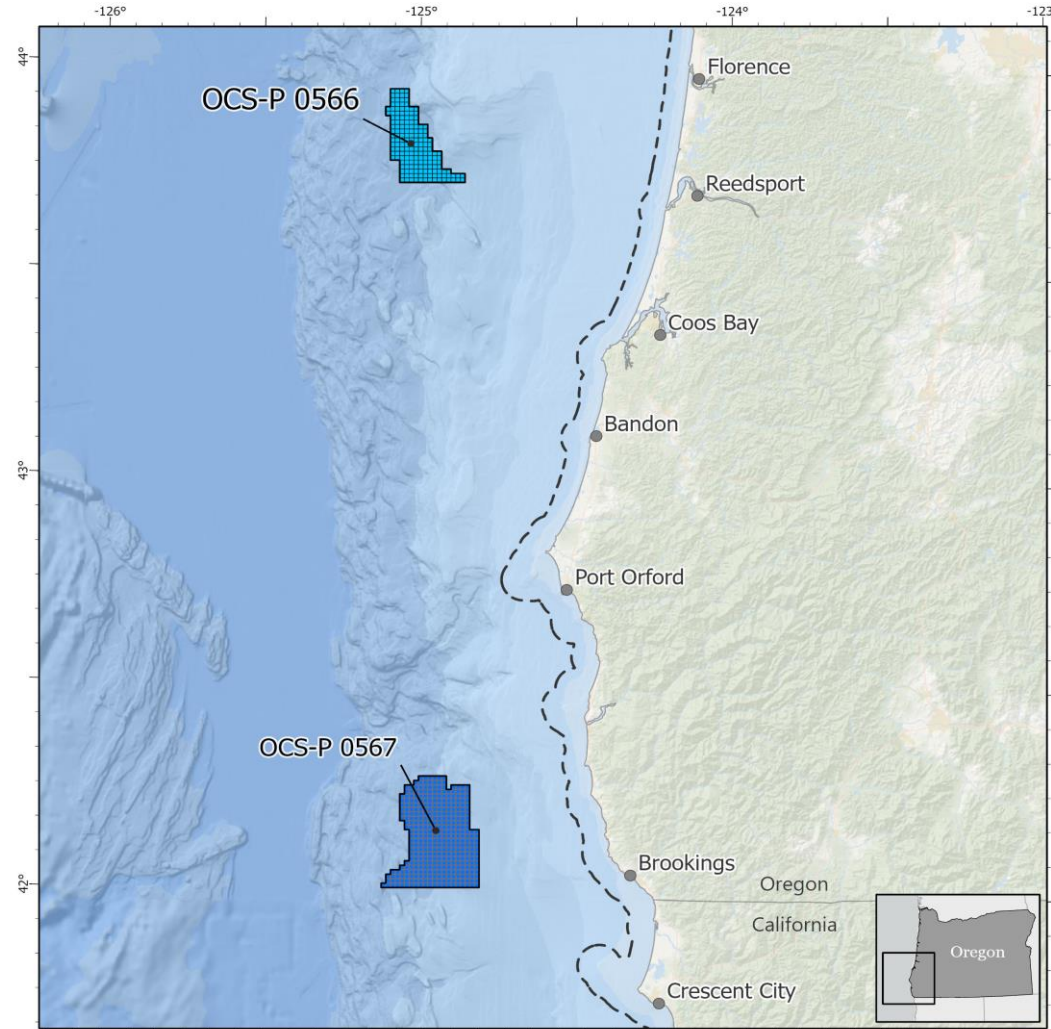 -126°
-125°
-124°
44°
Florence
OCS-P 0566
Reedsport
Coos Bay
Bandon
43°
Port Orford
OCS-P 0567
Brookings
42°
Oregon
California
Oregon
Crescent City